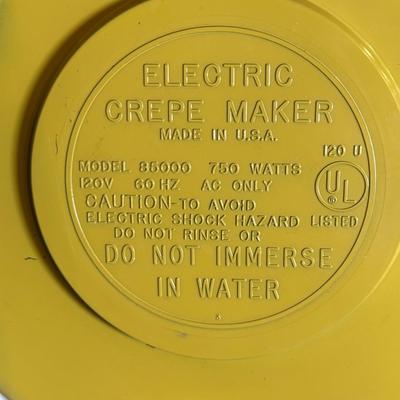 ELECTRIC
CREPE MAKER
MADE IN U.S.A.
120 U
MODEL 85000 750 WATTS
120V 60 HZ AC ONLY
UL
®
CAUTION-TO AVOID
ELECTRIC SHOCK HAZARD LISTED
DO NOT RINSE OR
DO NOT IMMERSE
IN WATER